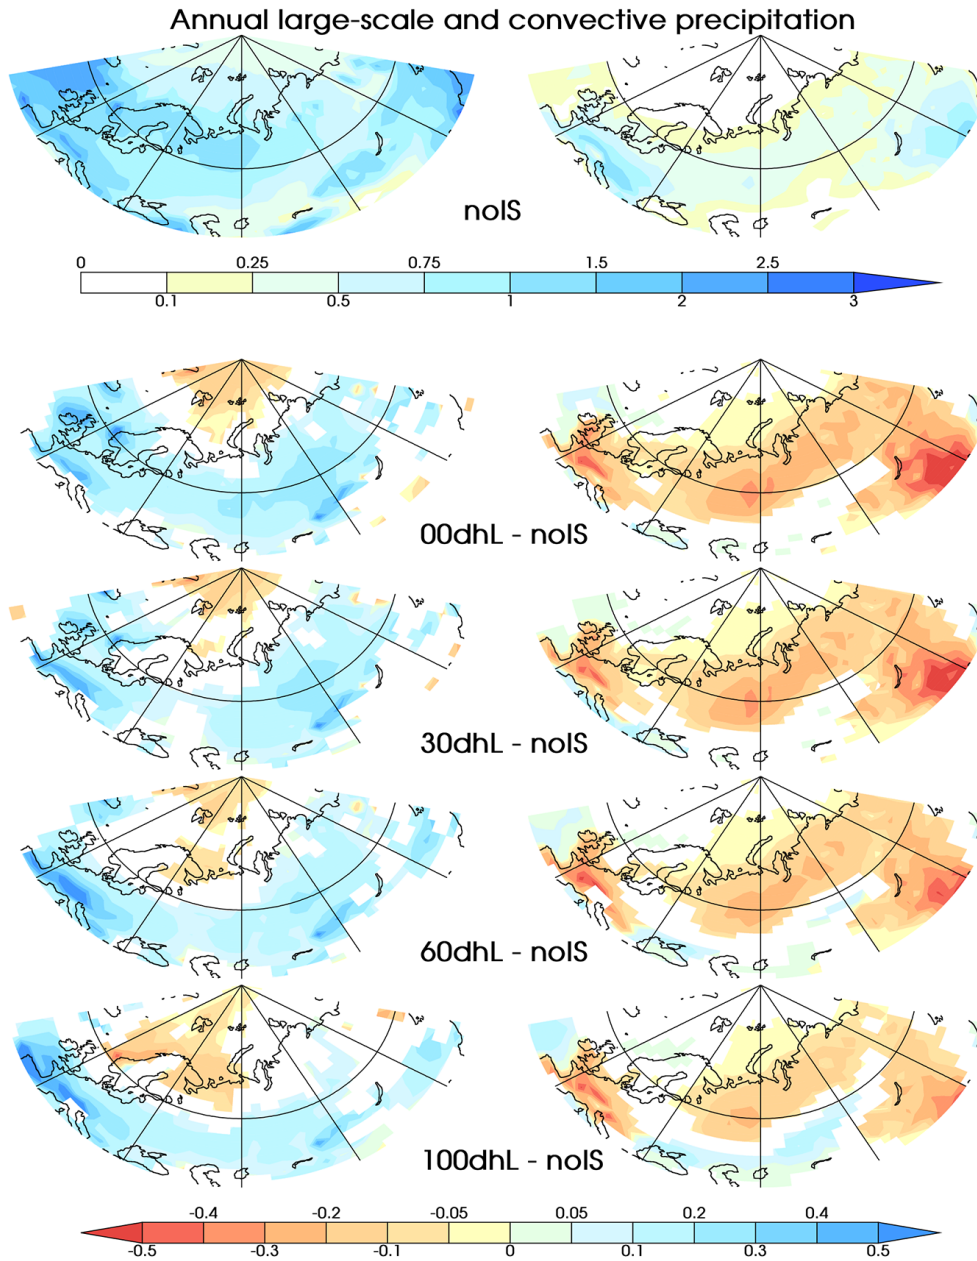 Annual large-scale and convective precipitation
noIS
0 0.25 0.75 1.5 2.5
0.1 0.5 1 2 3
00dhL - noIS
30dhL - noIS
60dhL - noIS
100dhL - noIS
-0.4 -0.2 -0.05 0.05 0.2 0.4
-0.5 -0.3 -0.1 0 0.1 0.3 0.5